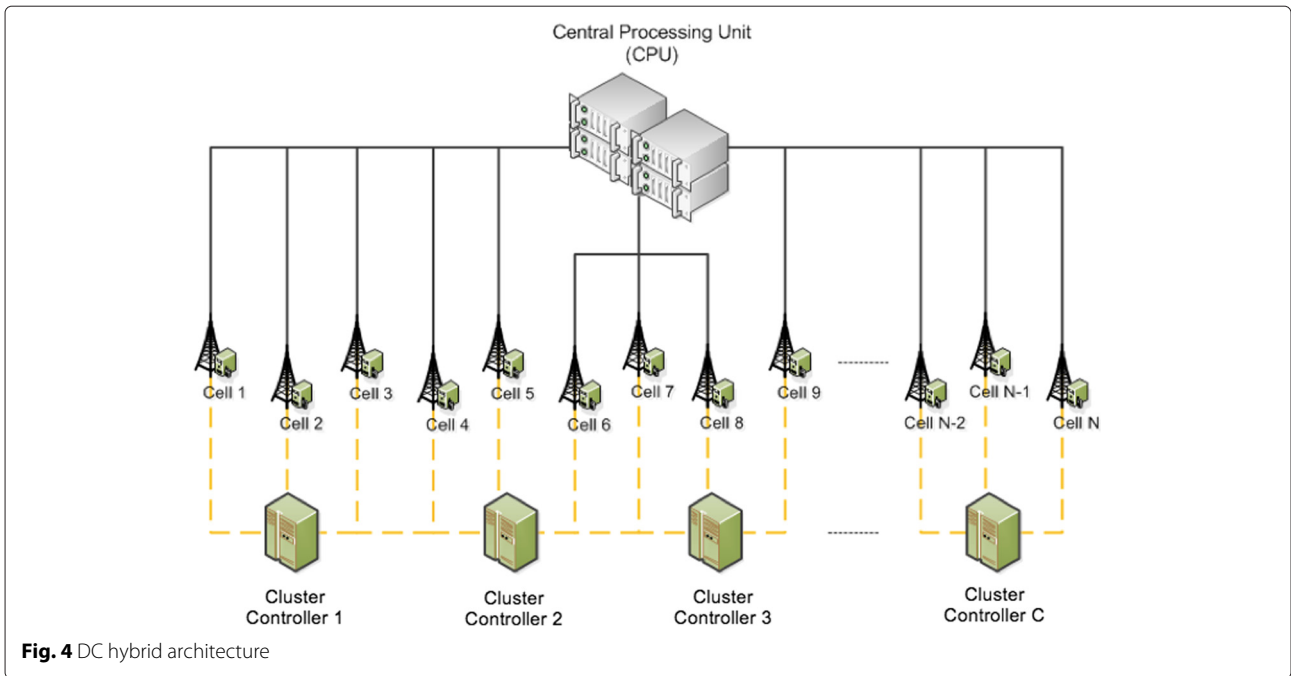 Central Processing Unit
(CPU)
Cell 1
Cell 2
Cell 3
Cell 4
Cell 5
Cell 6
Cell 7
Cell 8
Cell 9
Cell N-2
Cell N-1
Cell N
Cluster
Controller 1
Cluster
Controller 2
Cluster
Controller 3
Cluster
Controller C
Fig. 4 DC hybrid architecture